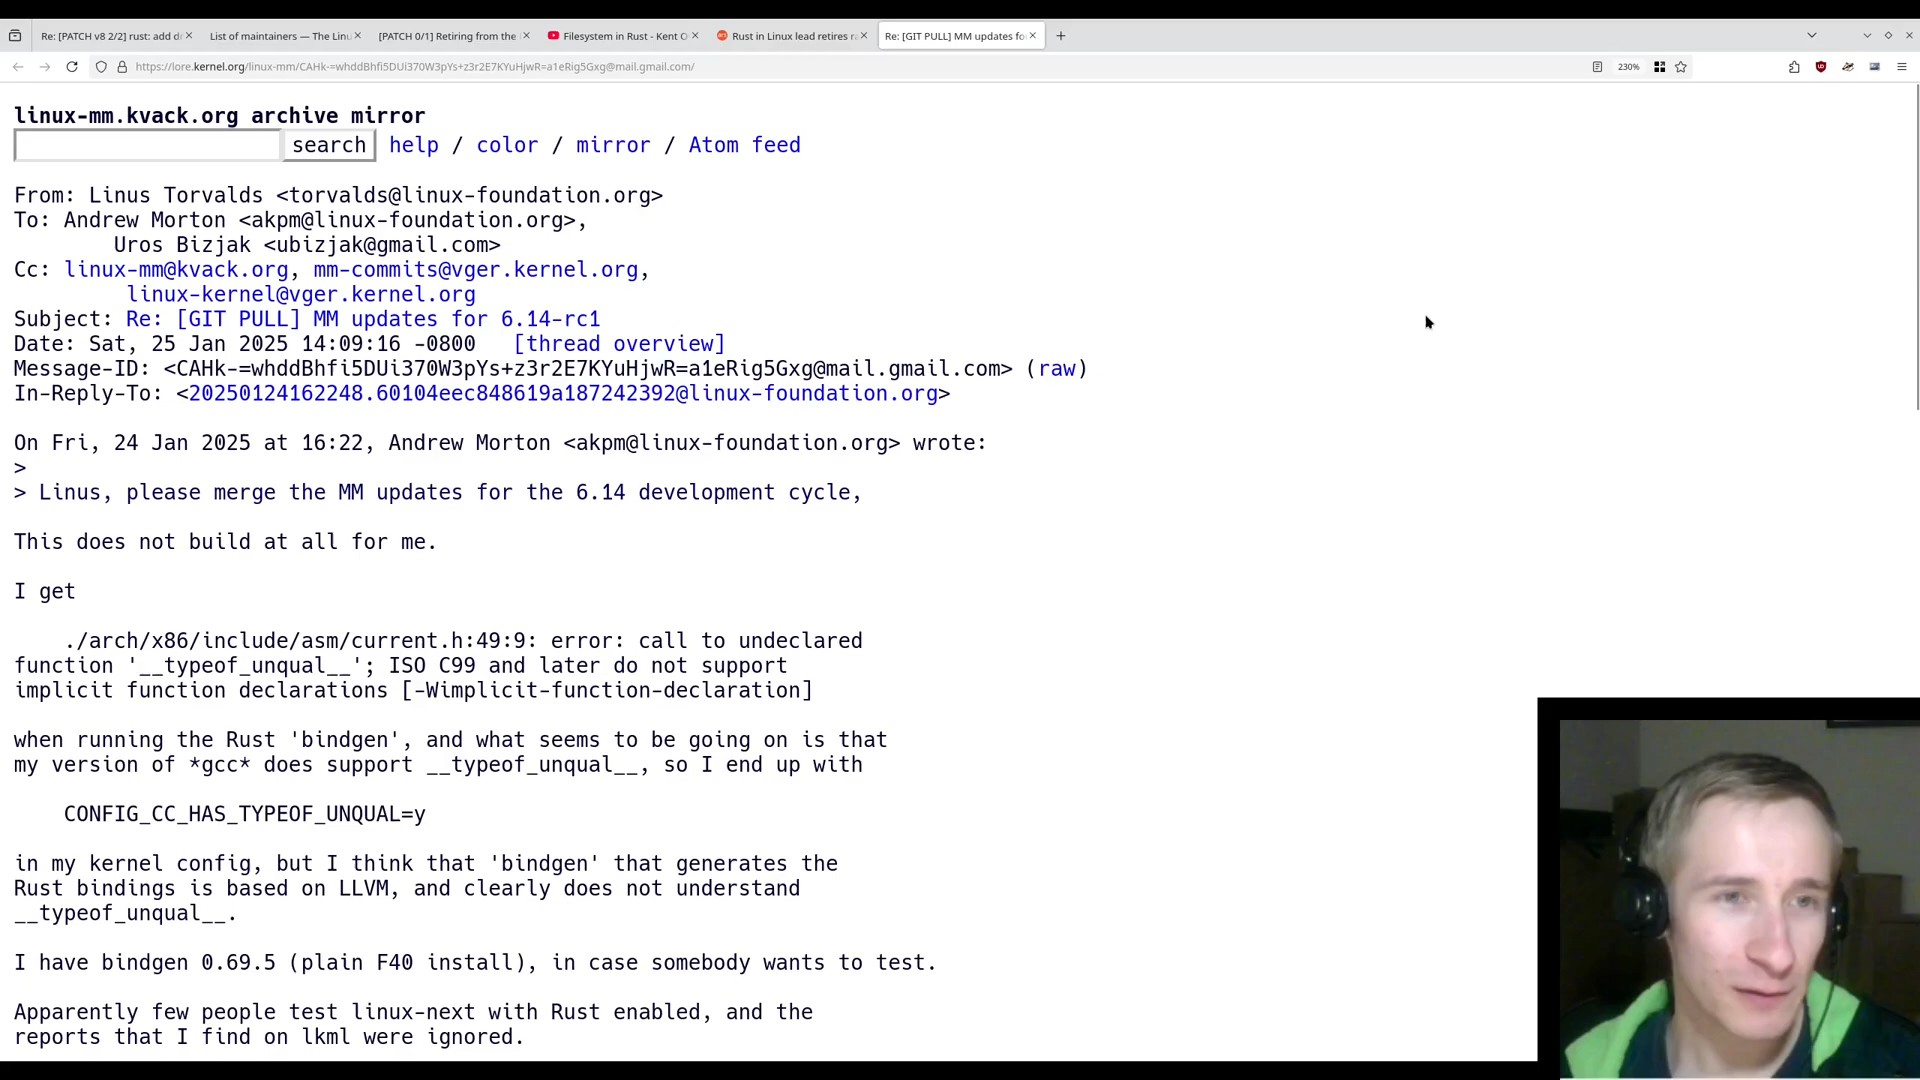 Re: [PATCH v8 2/2] rust: add d
List of maintainers — The Linu
[PATCH 0/1] Retiring from the
Filesystem in Rust - Kent O
Rust in Linux lead retires ra
Re: [GIT PULL] MM updates fo
https://lore.kernel.org/linux-mm/CAHk-=whddBhfi5DUi370W3pYs+z3r2E7KYuHjwR=a1eRig5Gxg@mail.gmail.com/
230%
linux-mm.kvack.org archive mirror
search help / color / mirror / Atom feed
From: Linus Torvalds <torvalds@linux-foundation.org>
To: Andrew Morton <akpm@linux-foundation.org>,
Uros Bizjak <ubizjak@gmail.com>
Cc: linux-mm@kvack.org, mm-commits@vger.kernel.org,
linux-kernel@vger.kernel.org
Subject: Re: [GIT PULL] MM updates for 6.14-rc1
Date: Sat, 25 Jan 2025 14:09:16 -0800 [thread overview]
Message-ID: <CAHk-=whddBhfi5DUi370W3pYs+z3r2E7KYuHjwR=a1eRig5Gxg@mail.gmail.com> (raw)
In-Reply-To: <20250124162248.60104eec848619a187242392@linux-foundation.org>
On Fri, 24 Jan 2025 at 16:22, Andrew Morton <akpm@linux-foundation.org> wrote:
>
> Linus, please merge the MM updates for the 6.14 development cycle,
This does not build at all for me.
I get
./arch/x86/include/asm/current.h:49:9: error: call to undeclared
function '__typeof_unqual__'; ISO C99 and later do not support
implicit function declarations [-Wimplicit-function-declaration]
when running the Rust 'bindgen', and what seems to be going on is that
my version of *gcc* does support __typeof_unqual__, so I end up with
CONFIG_CC_HAS_TYPEOF_UNQUAL=y
in my kernel config, but I think that 'bindgen' that generates the
Rust bindings is based on LLVM, and clearly does not understand
__typeof_unqual__.
I have bindgen 0.69.5 (plain F40 install), in case somebody wants to test.
Apparently few people test linux-next with Rust enabled, and the
reports that I find on lkml were ignored.